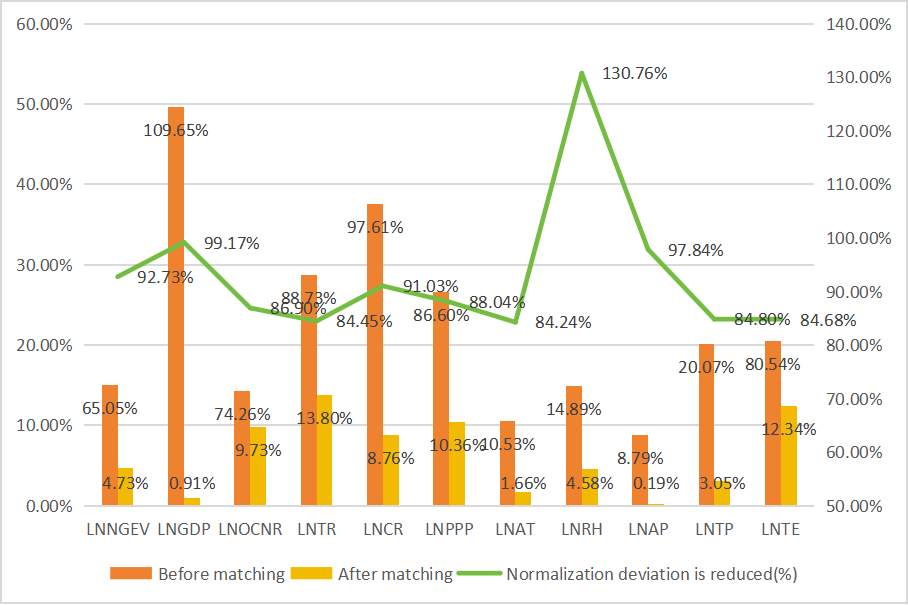 60.00% 140.00%
130.76% 130.00%
50.00%
109.65% 120.00%
40.00% 110.00%
99.17% 97.84% 100.00%
97.61%
30.00% 92.73% 91.03% 90.00%
88.73% 88.04%
86.90% 86.60%
84.45% 84.24% 84.80% 84.68%
20.00% 80.00%
20.07% 80.54%
65.05% 74.26% 14.89% 70.00%
10.00% 13.80% 12.34%
9.73% 8.76% 10.36% 10.53% 8.79% 60.00%
4.73% 0.91% 1.66% 4.58% 0.19% 3.05%
0.00% 50.00%
LNNGEV LNGDP LNOCNR LNTR LNCR LNPPP LNAT LNRH LNAP LNTP LNTE
Before matching After matching Normalization deviation is reduced(%)